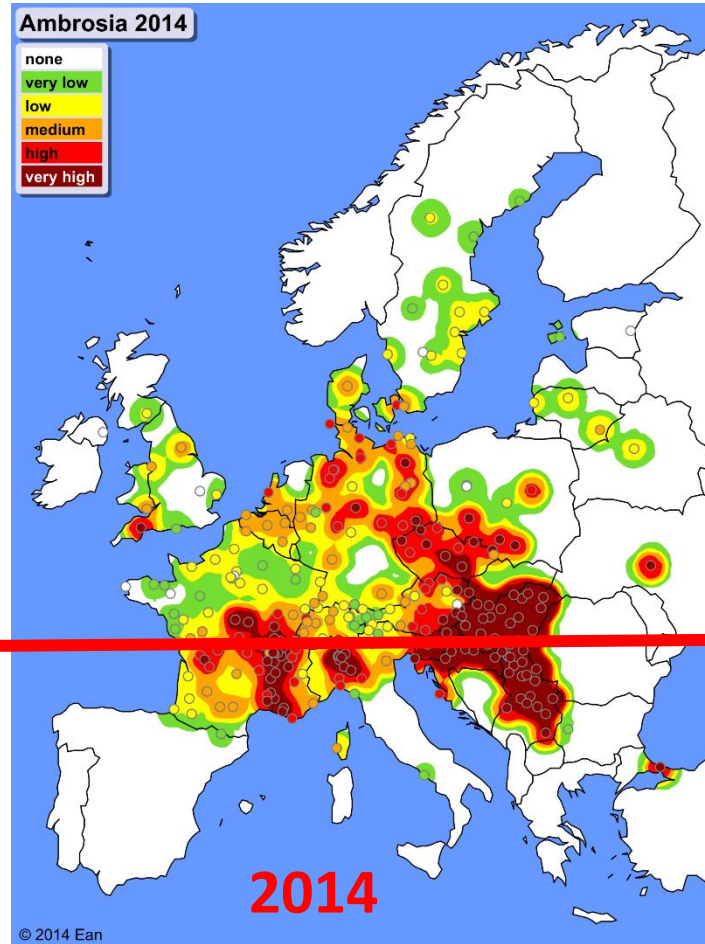 Ambrosia 2014
none
very low
low
medium
high
very high
2014
© 2014 Ean